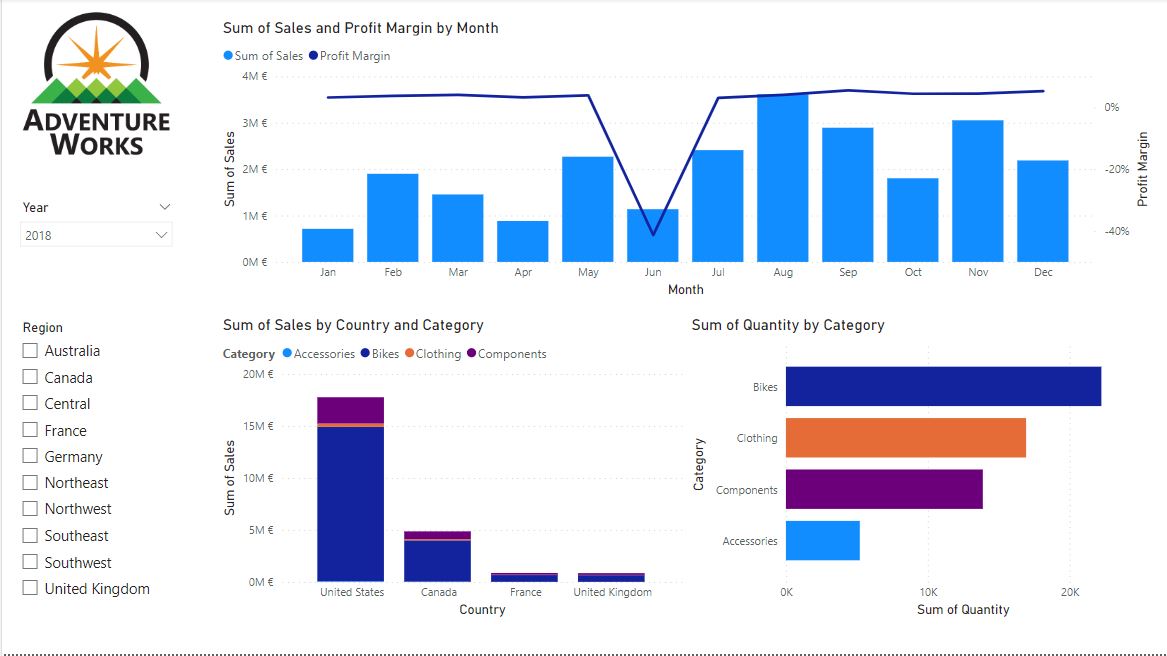 ADVENTURE
WORKS
Year
2018
Region
Australia
Canada
Central
France
Germany
Northeast
Northwest
Southeast
Southwest
United Kingdom
Sum of Sales and Profit Margin by Month
Sum of Sales Profit Margin
4M €
3M €
2M €
1M €
0M €
Sum of Sales
0%
-20%
-40%
Profit Margin
Jan Feb Mar Apr May Jun Jul Aug Sep Oct Nov Dec
Month
Sum of Sales by Country and Category
Category Accessories Bikes Clothing Components
20M €
15M €
10M €
5M €
0M €
Sum of Sales
United States Canada France United Kingdom
Country
Sum of Quantity by Category
Category
Bikes
Clothing
Components
Accessories
0K 10K 20K
Sum of Quantity